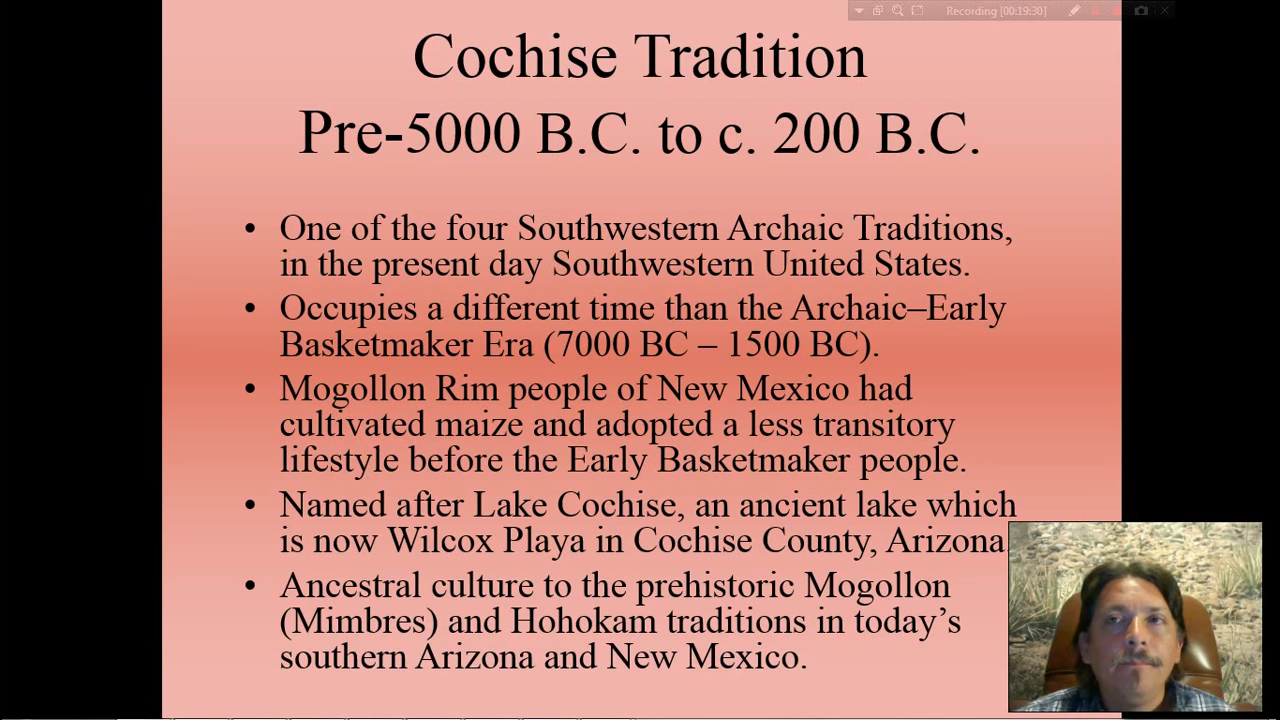 Recording [00:19:30]
Cochise Tradition
Pre-5000 B.C. to c. 200 B.C.
• One of the four Southwestern Archaic Traditions,
in the present day Southwestern United States.
• Occupies a different time than the Archaic–Early
Basketmaker Era (7000 BC – 1500 BC).
• Mogollon Rim people of New Mexico had
cultivated maize and adopted a less transitory
lifestyle before the Early Basketmaker people.
• Named after Lake Cochise, an ancient lake which
is now Wilcox Playa in Cochise County, Arizona.
• Ancestral culture to the prehistoric Mogollon
(Mimbres) and Hohokam traditions in today’s
southern Arizona and New Mexico.